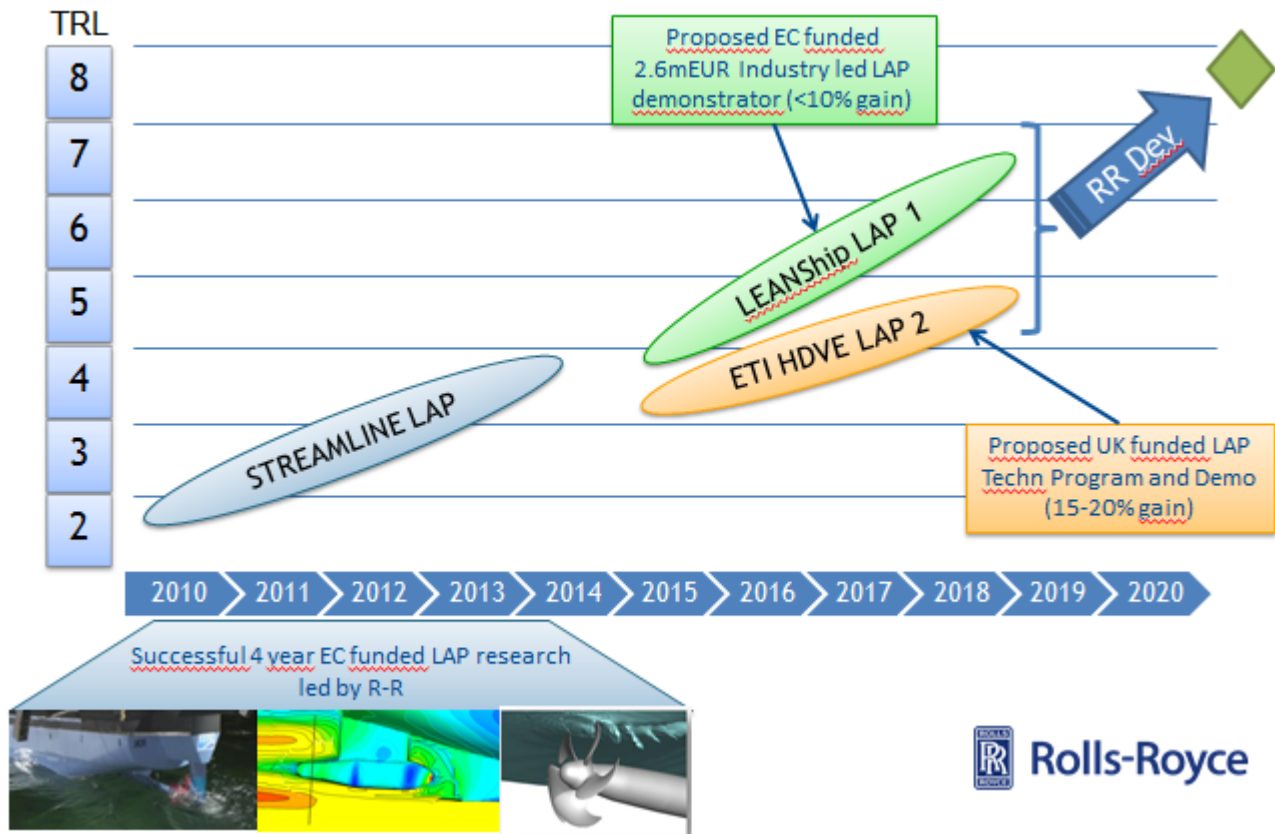 TRL
8
7
6
5
4
3
2
Proposed EC funded
2.6mEUR Industry led LAP
demonstrator (<10% gain)
RR Dev
LEANShip LAP 1
ETI HDVE LAP 2
STREAMLINE LAP
Proposed UK funded LAP
Techn Program and Demo
(15-20% gain)
2010 2011 2012 2013 2014 2015 2016 2017 2018 2019 2020
Successful 4 year EC funded LAP research
led by R-R
ROLLS
RR
ROYCE
Rolls-Royce